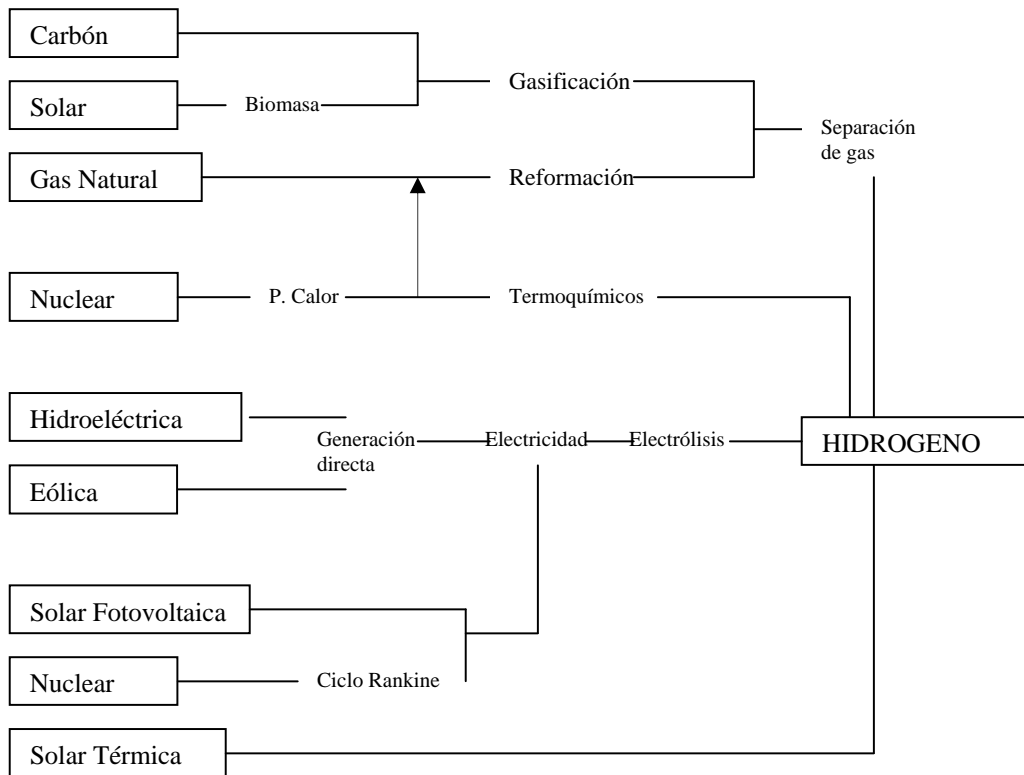 Carbón
Gasificación
Solar
Biomasa
Separación
de gas
Gas Natural
Reformación
Nuclear
P. Calor
Termoquímicos
Hidroeléctrica
Generación
directa
Electricidad
Electrólisis
HIDROGENO
Eólica
Solar Fotovoltaica
Nuclear
Ciclo Rankine
Solar Térmica